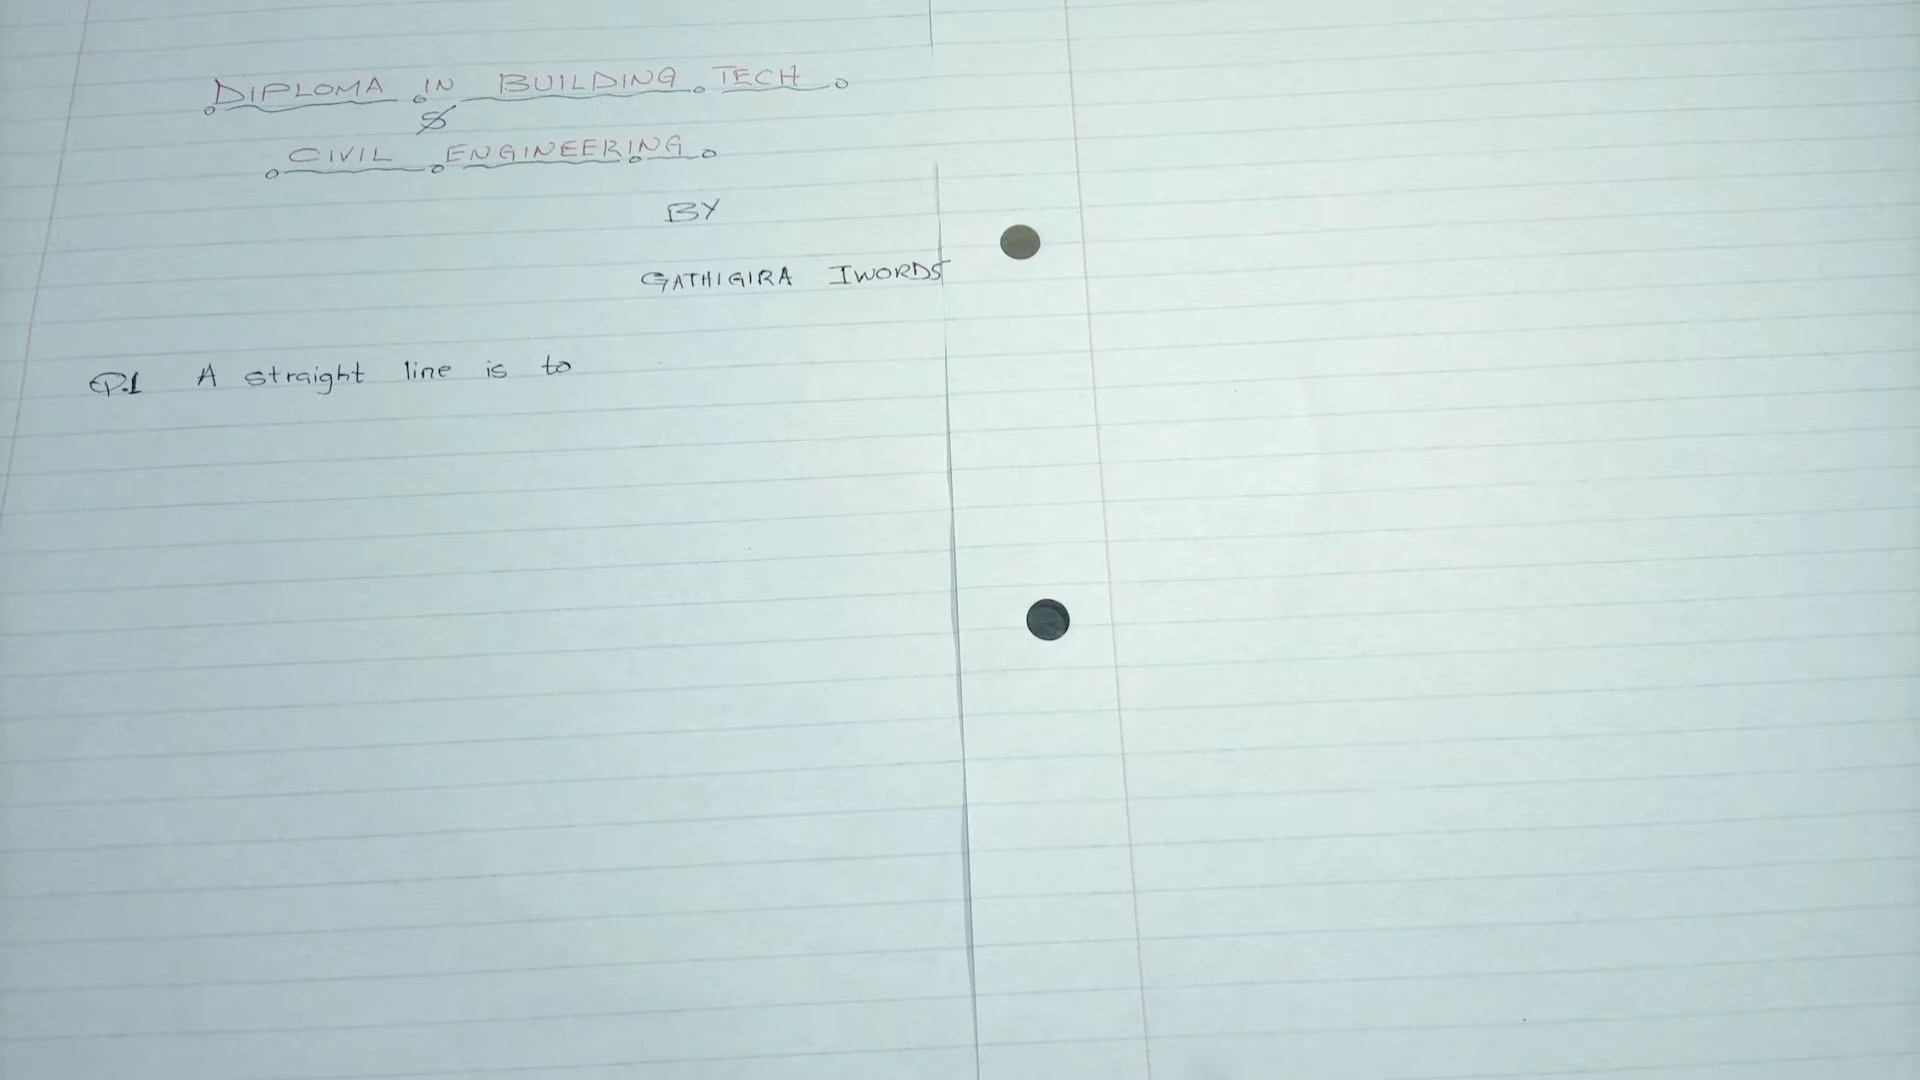 DIPLOMA IN BUILDING TECH
&
CIVIL ENGINEERING
BY
GATHIGIRA IWORDS
Q.1 A straight line is to